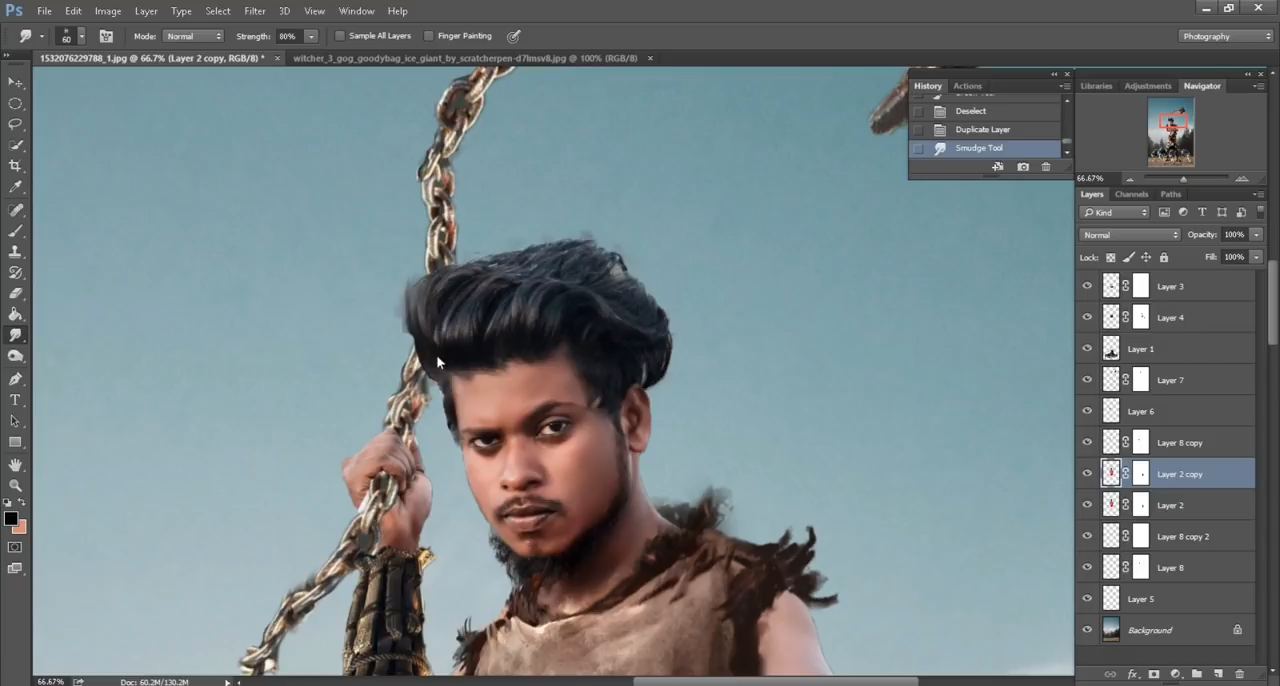 Ps File Edit Image Layer Type Select Filter 3D View Window Help
60 Mode: Normal Strength: 80% Sample All Layers Finger Painting Photography
1532076229788_1.jpg @ 66.7% (Layer 2 copy, RGB/8) * witcher_3_gog_goodybag_ice_giant_by_scratcherpen-d7lmsv8.jpg @ 100% (RGB/8)
History Actions
Deselect
Duplicate Layer
Smudge Tool
Libraries Adjustments Navigator
66.67%
Layers Channels Paths
Kind
Normal Opacity: 100%
Lock: Fill: 100%
Layer 3
Layer 4
Layer 1
Layer 7
Layer 6
Layer 8 copy
Layer 2 copy
Layer 2
Layer 8 copy 2
Layer 8
Layer 5
Background
66.67% Doc: 60.2M/130.2M